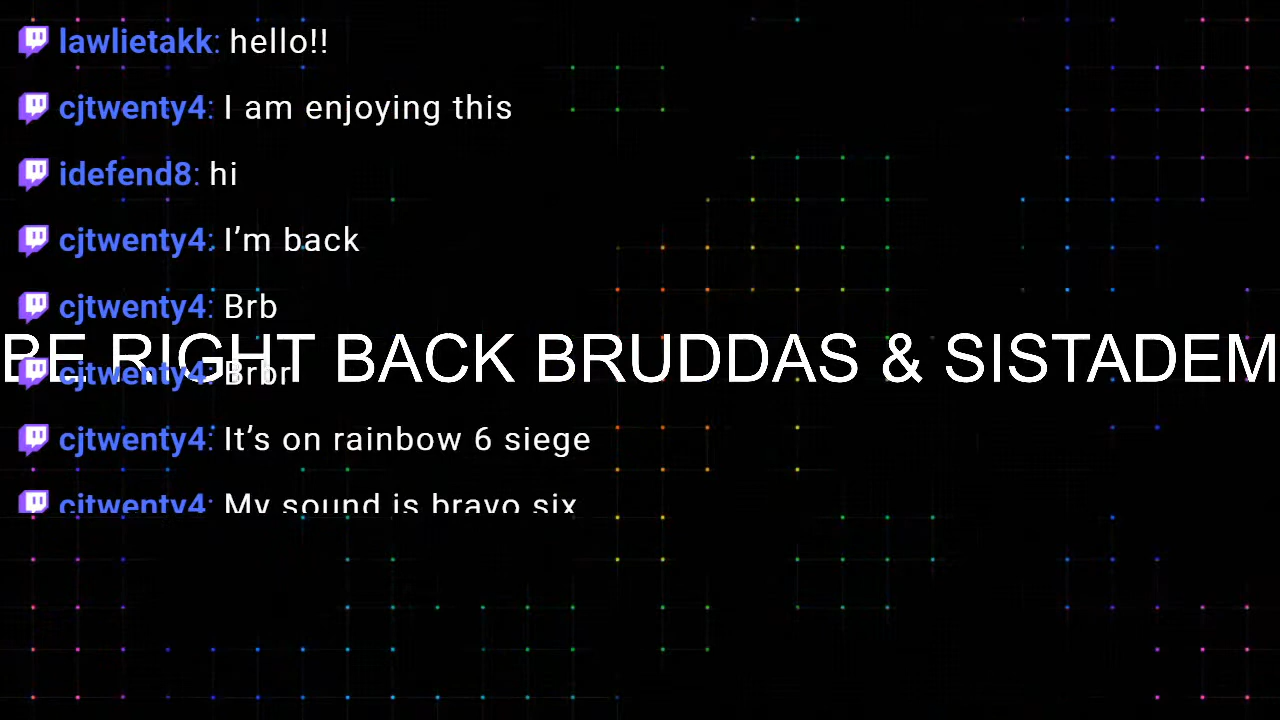 lawlietakk: hello!!
cjtwenty4: I am enjoying this
idefend8: hi
cjtwenty4: I’m back
cjtwenty4: Brb
BE RIGHT BACK BRUDDAS & SISTADEM
cjtwenty4: Brbr
cjtwenty4: It’s on rainbow 6 siege
cjtwenty4: My sound is bravo six